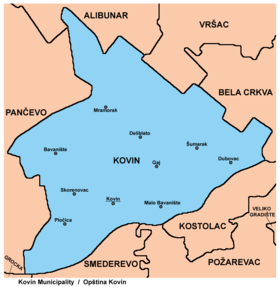 ALIBUNAR
VRŠAC
BELA CRKVA
PANČEVO
Mramorak
Deliblato
Šumarak
Bavanište
KOVIN
Gaj
Dubovac
Skorenovac
Kovin
Malo Bavanište
VELIKO
GRADIŠTE
Pločica
KOSTOLAC
GROCKA
SMEDEREVO
POŽAREVAC
Kovin Municipality / Opština Kovin